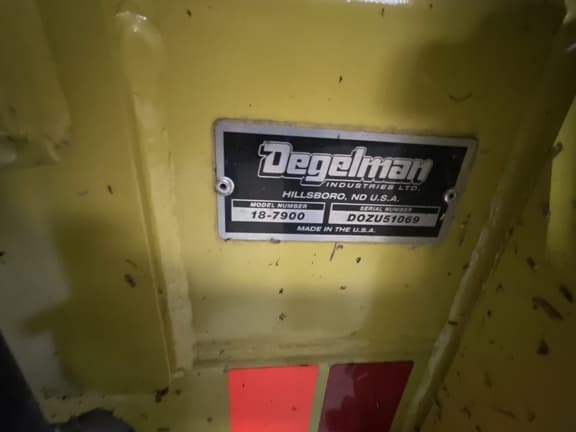 Degelman
INDUSTRIES LTD.
HILLSBORO, ND U.S.A.
MODEL NUMBER SERIAL NUMBER
18-7900 DOZU51069
MADE IN THE U.S.A.